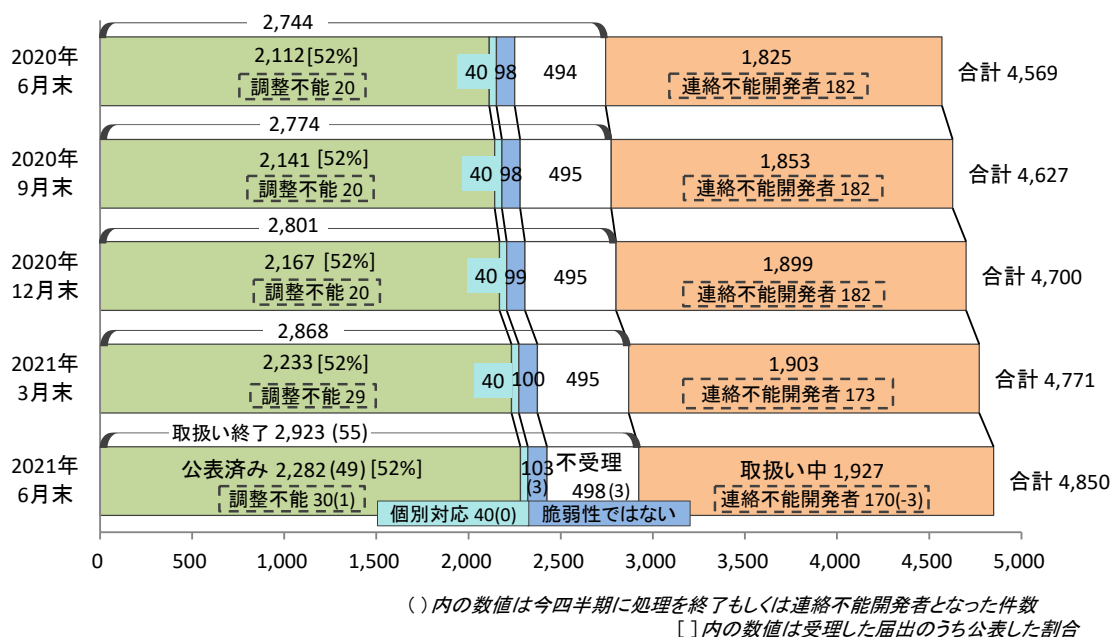 2,744
2020年
6月末
2,112 [52%]
調整不能 20
40
98
494
1,825
連絡不能開発者 182
合計 4,569
2,774
2020年
9月末
2,141 [52%]
調整不能 20
40
98
495
1,853
連絡不能開発者 182
合計 4,627
2,801
2020年
12月末
2,167 [52%]
調整不能 20
40
99
495
1,899
連絡不能開発者 182
合計 4,700
2,868
2021年
3月末
2,233 [52%]
調整不能 29
40
100
495
1,903
連絡不能開発者 173
合計 4,771
取扱い終了 2,923 (55)
2021年
6月末
公表済み 2,282 (49) [52%]
調整不能 30(1)
103
(3)
不受理
498 (3)
取扱い中 1,927
連絡不能開発者 170(-3)
合計 4,850
個別対応 40(0)
脆弱性ではない
0 500 1,000 1,500 2,000 2,500 3,000 3,500 4,000 4,500 5,000
( ) 内の数値は今四半期に処理を終了もしくは連絡不能開発者となった件数
[ ] 内の数値は受理した届出のうち公表した割合